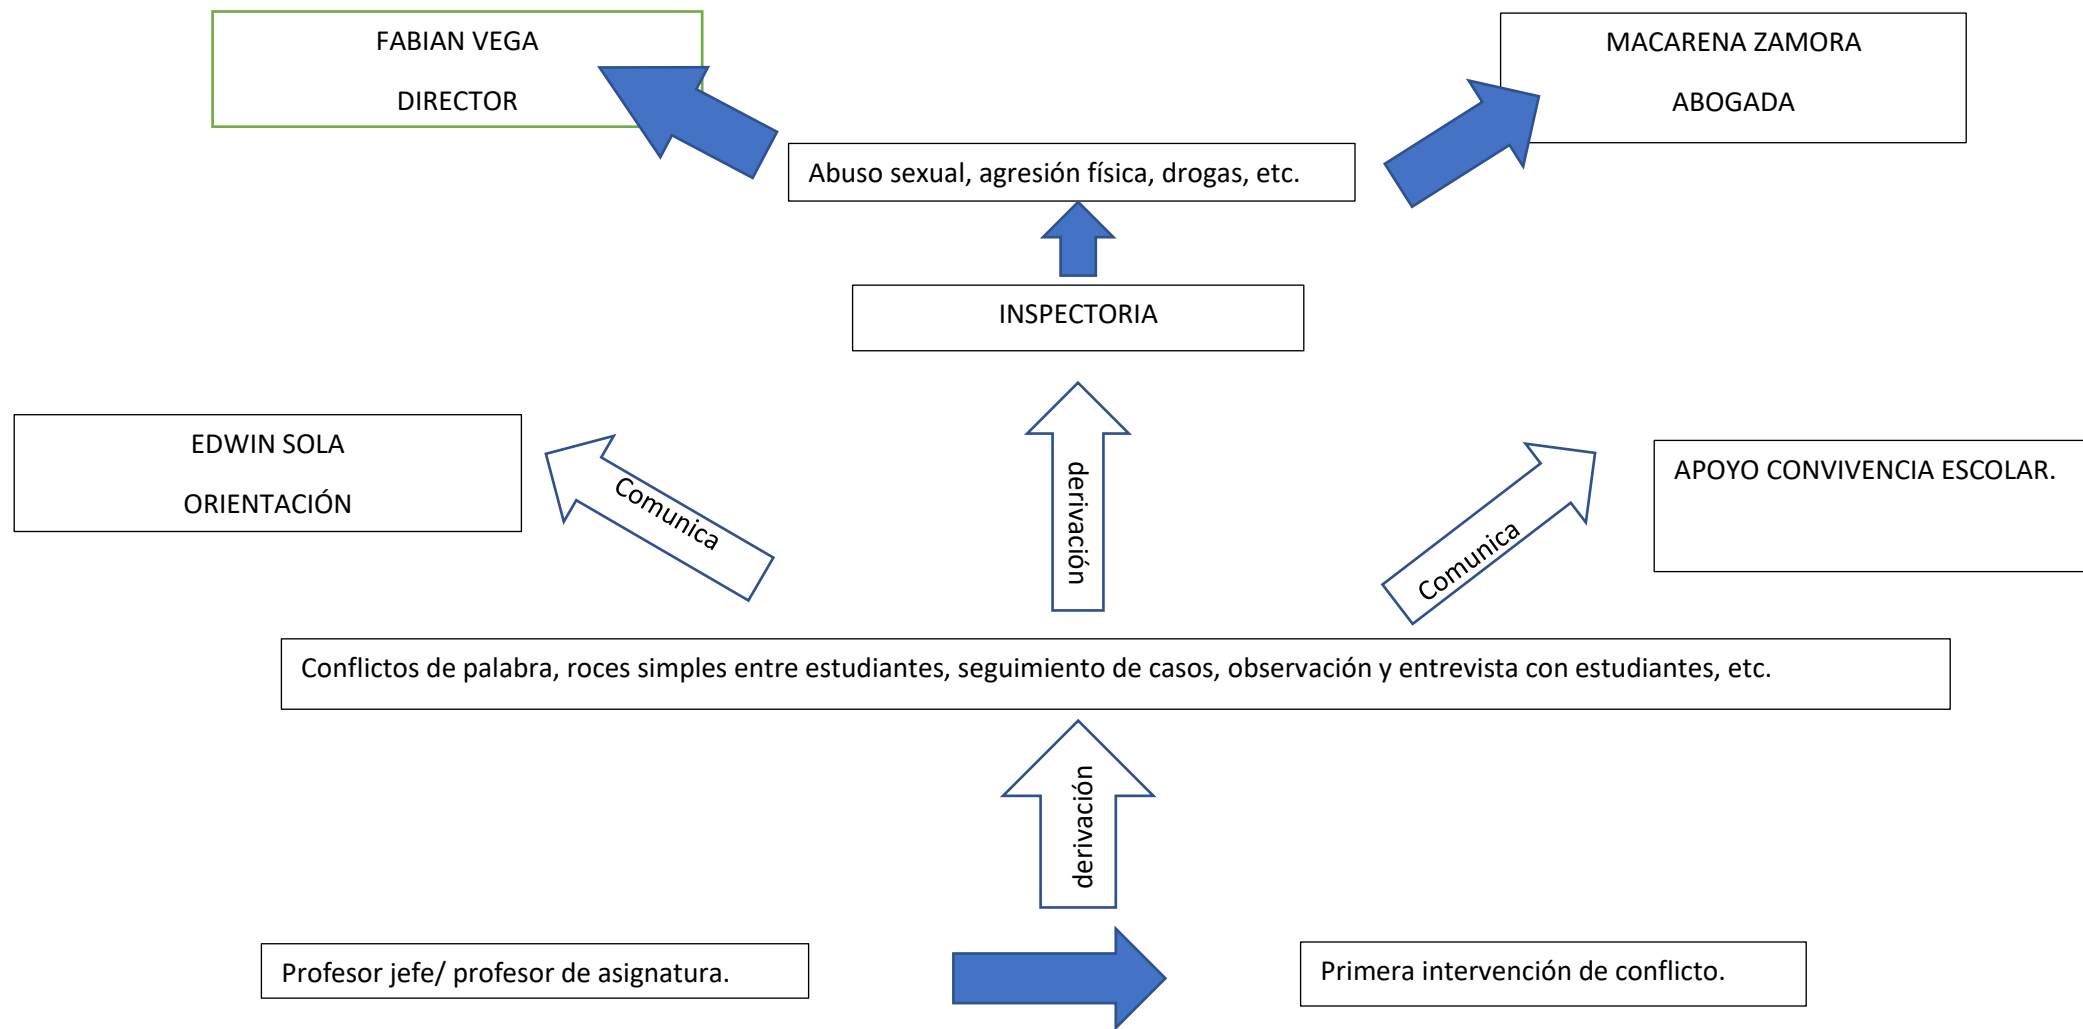 FABIAN VEGA
DIRECTOR
MACARENA ZAMORA
ABOGADA
Abuso sexual, agresión física, drogas, etc.
INSPECTORIA
EDWIN SOLA
ORIENTACIÓN
Comunica
derivación
Comunica
APOYO CONVIVENCIA ESCOLAR.
Conflictos de palabra, roces simples entre estudiantes, seguimiento de casos, observación y entrevista con estudiantes, etc.
derivación
Profesor jefe/ profesor de asignatura.
Primera intervención de conflicto.